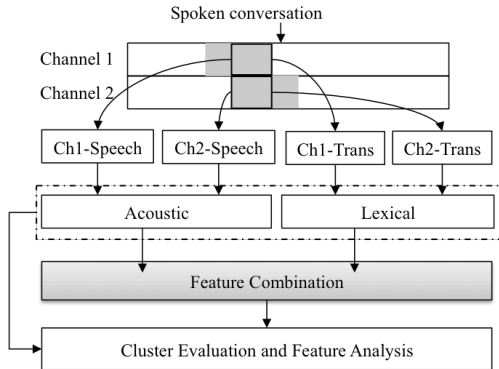 Spoken conversation
Channel 1
Channel 2
Ch1-Speech
Ch2-Speech
Ch1-Trans
Ch2-Trans
Acoustic
Lexical
Feature Combination
Cluster Evaluation and Feature Analysis